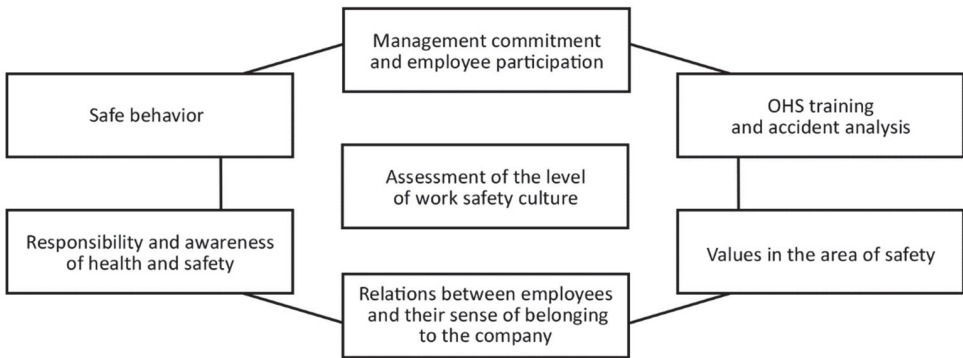 Management commitment
and employee participation
Safe behavior
OHS training
and accident analysis
Assessment of the level
of work safety culture
Responsibility and awareness
of health and safety
Values in the area of safety
Relations between employees
and their sense of belonging
to the company